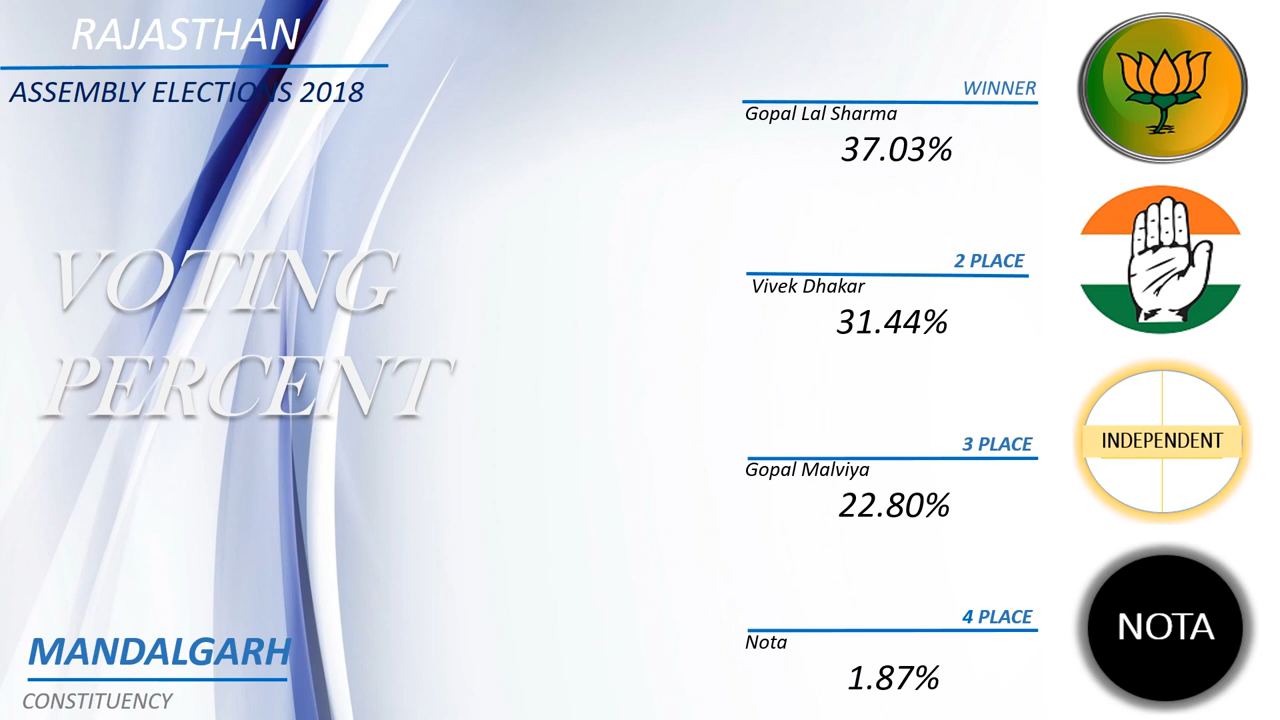 RAJASTHAN
ASSEMBLY ELECTIONS 2018
VOTING
PERCENT
MANDALGARH
CONSTITUENCY
WINNER
Gopal Lal Sharma
37.03%
2 PLACE
Vivek Dhakar
31.44%
3 PLACE
Gopal Malviya
22.80%
INDEPENDENT
4 PLACE
Nota
1.87%
NOTA